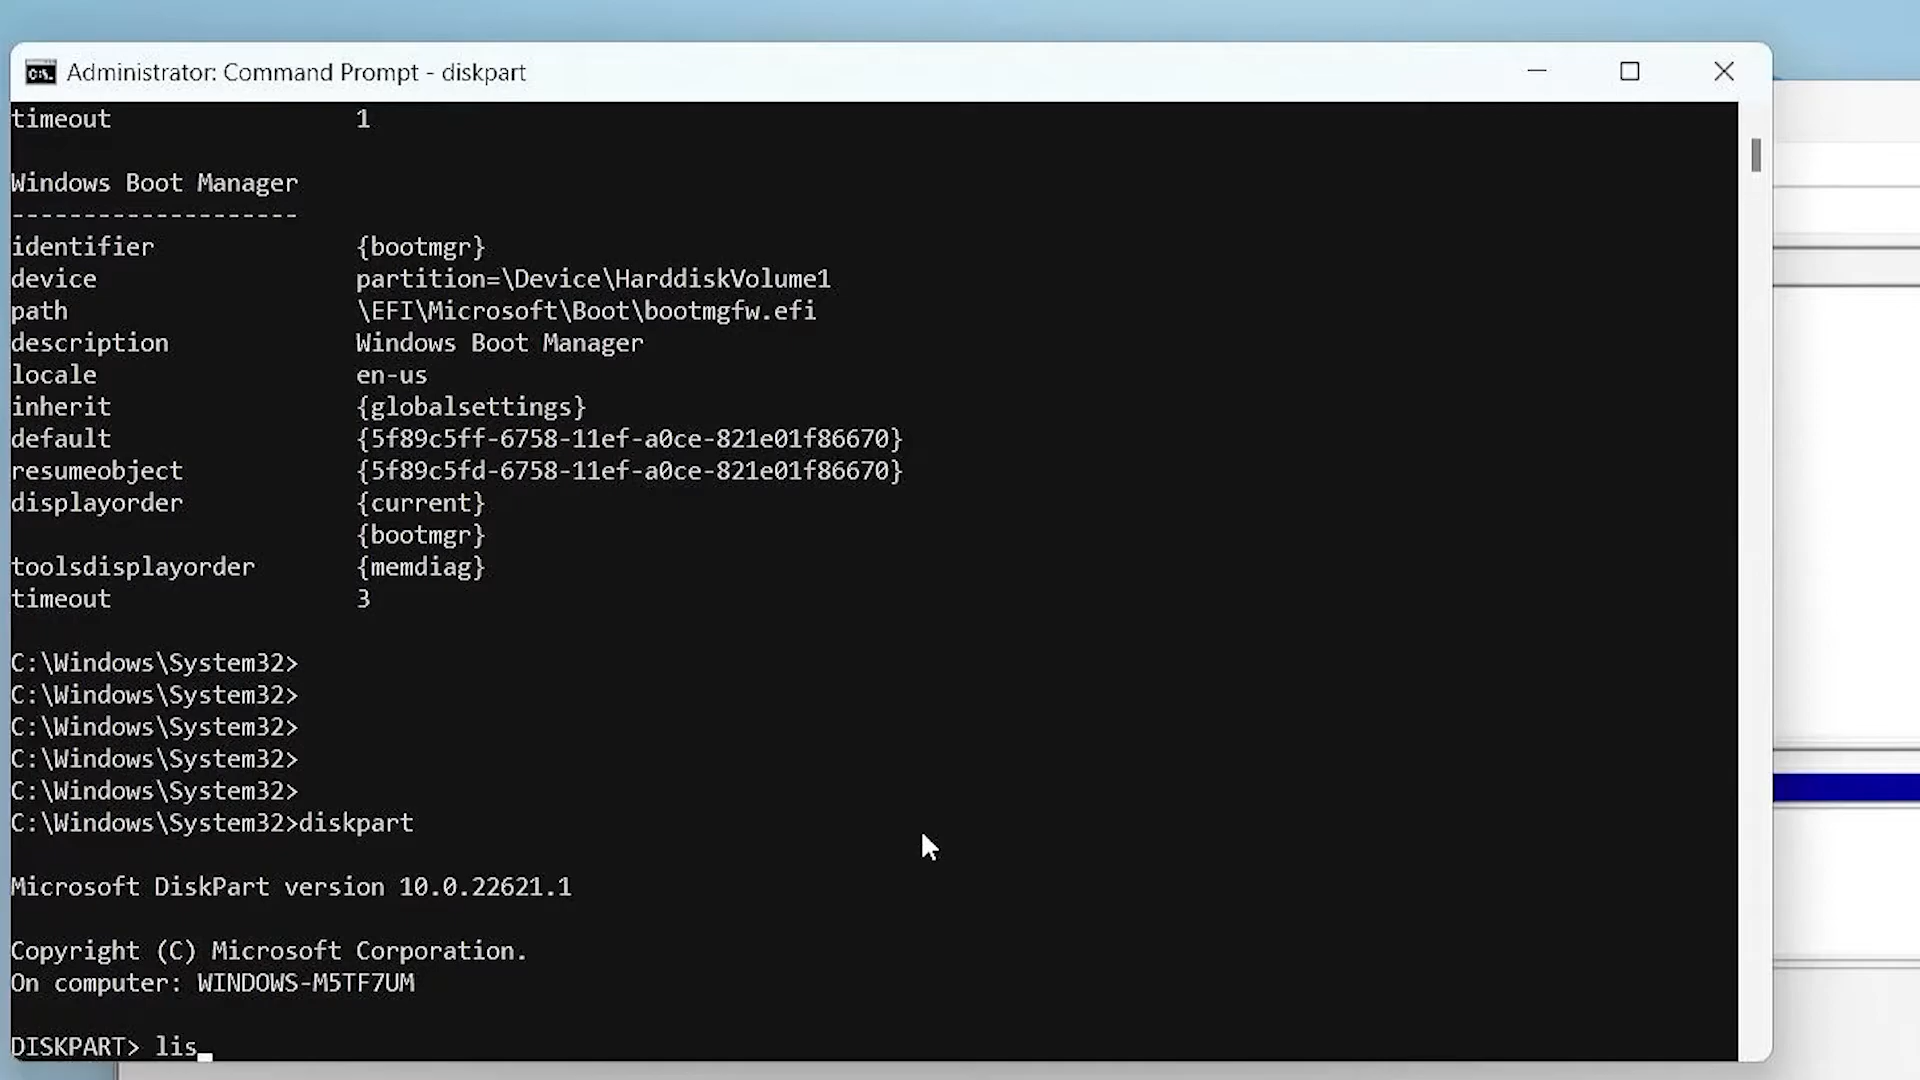 Administrator: Command Prompt - diskpart
timeout 1
Windows Boot Manager
--------------------
identifier {bootmgr}
device partition=\Device\HarddiskVolume1
path \EFI\Microsoft\Boot\bootmgfw.efi
description Windows Boot Manager
locale en-us
inherit {globalsettings}
default {5f89c5ff-6758-11ef-a0ce-821e01f86670}
resumeobject {5f89c5fd-6758-11ef-a0ce-821e01f86670}
displayorder {current}
{bootmgr}
toolsdisplayorder {memdiag}
timeout 3
C:\Windows\System32>
C:\Windows\System32>
C:\Windows\System32>
C:\Windows\System32>
C:\Windows\System32>
C:\Windows\System32>diskpart
Microsoft DiskPart version 10.0.22621.1
Copyright (C) Microsoft Corporation.
On computer: WINDOWS-M5TF7UM
DISKPART> lis